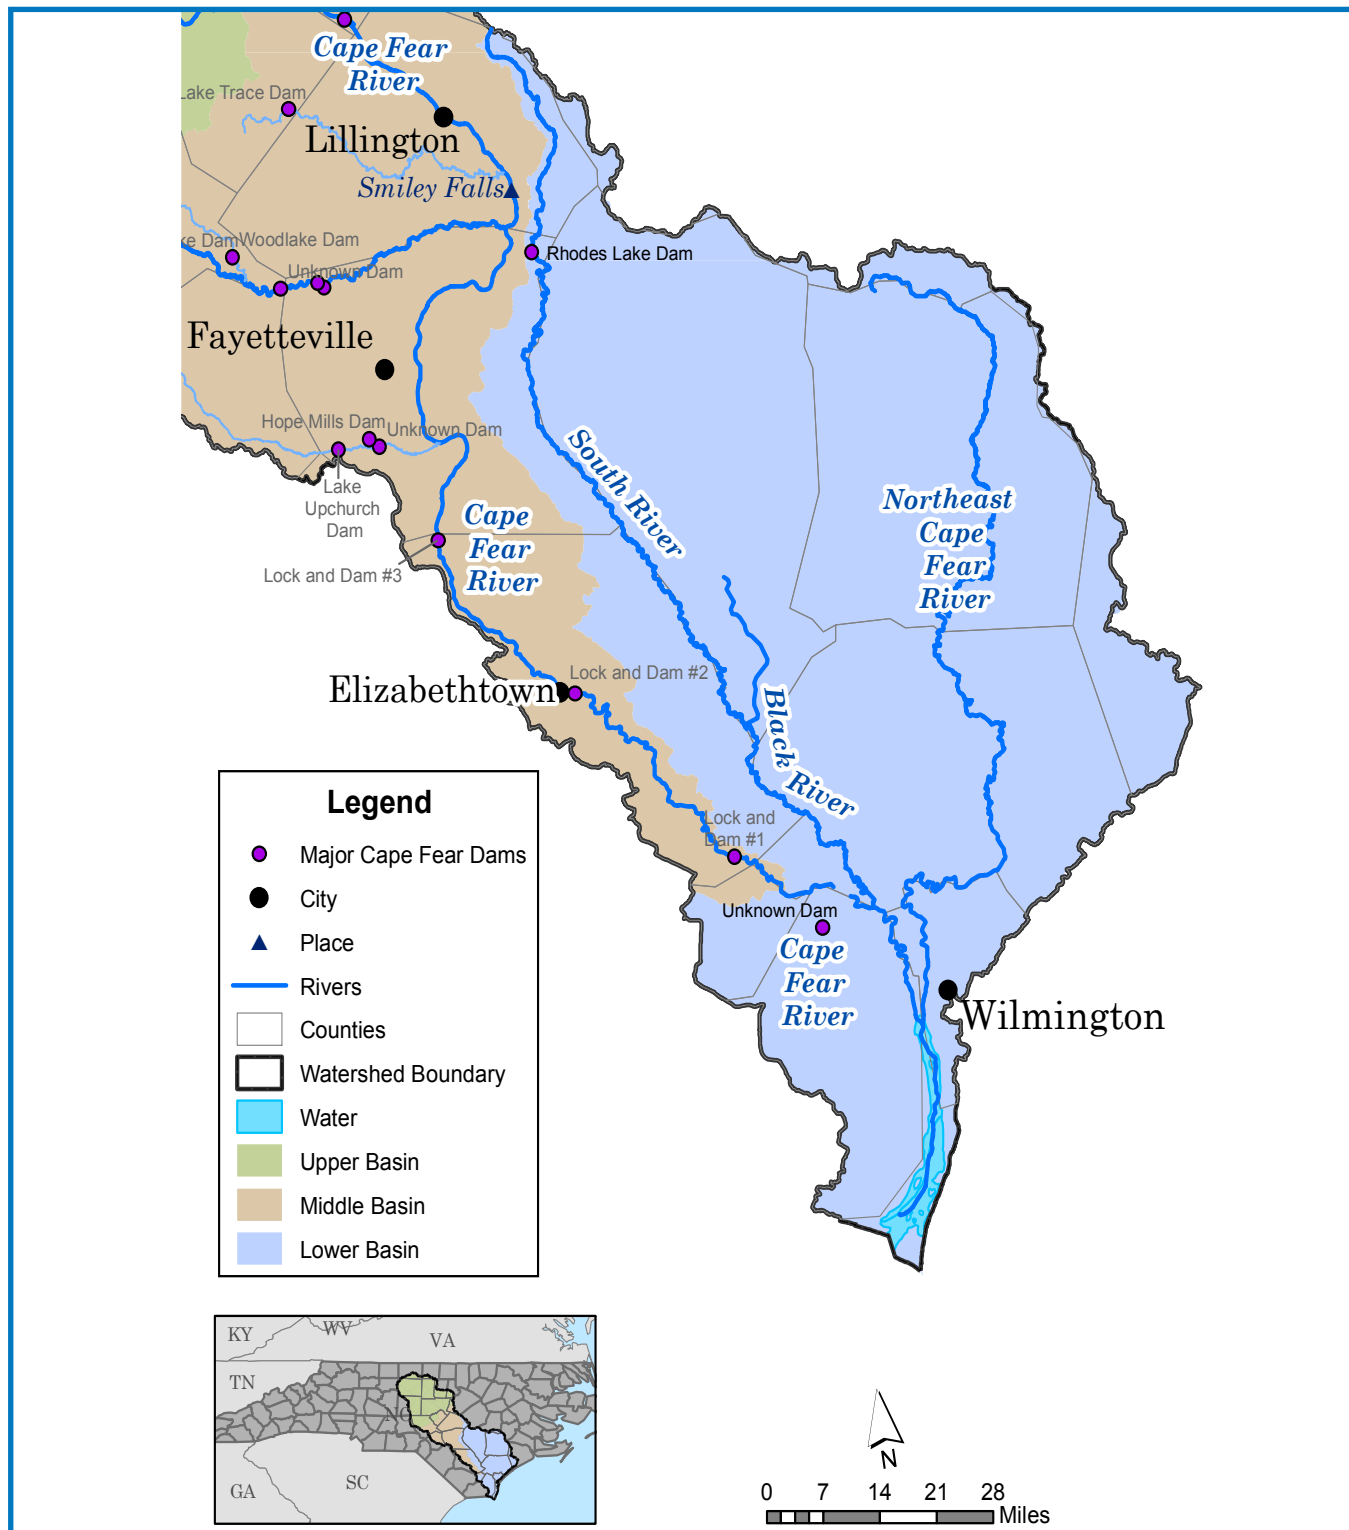 Cape Fear
River
Lake Trace Dam
Lillington
Smiley Falls
ke Dam
Woodlake Dam
Unknown Dam
Rhodes Lake Dam
Fayetteville
Hope Mills Dam
Unknown Dam
Lake
Upchurch
Dam
South River
Northeast
Cape
Fear
River
Cape
Fear
River
Lock and Dam #3
Lock and Dam #2
Elizabethtown
Black River
Lock and
Dam #1
Unknown Dam
Cape
Fear
River
Wilmington
Legend
Major Cape Fear Dams
City
Place
Rivers
Counties
Watershed Boundary
Water
Upper Basin
Middle Basin
Lower Basin
KY
WV
VA
TN
NC
SC
GA
N
0 7 14 21 28
Miles